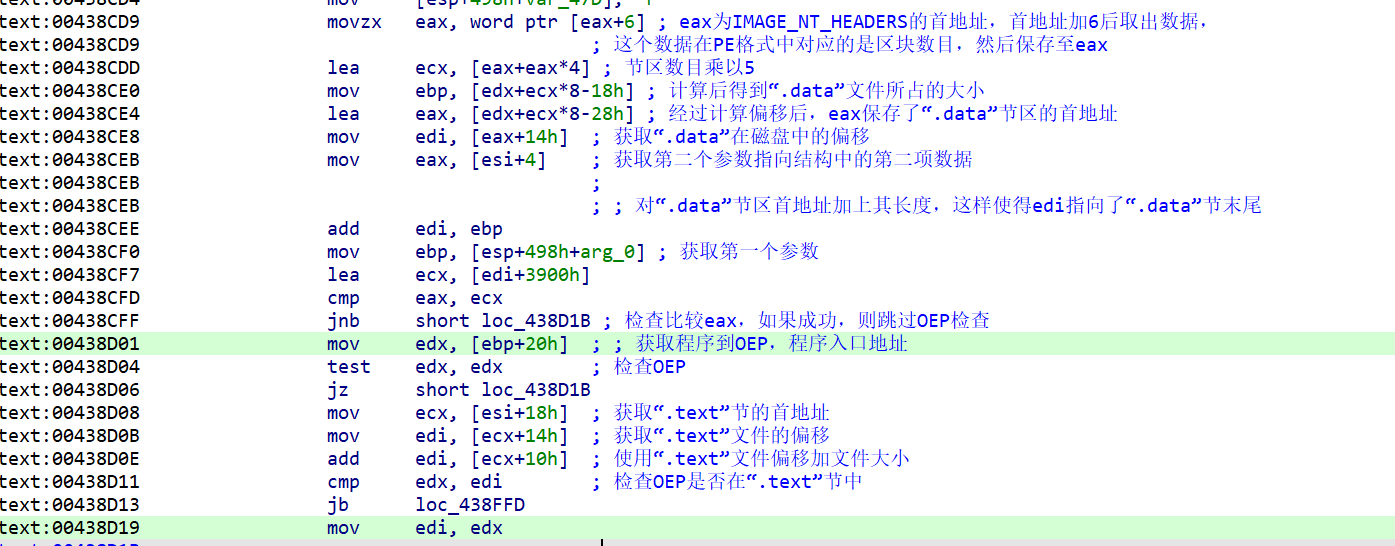 text:00438CD9 movzx eax, word ptr [eax+6] ; eax为IMAGE_NT_HEADERS的首地址，首地址加6后取出数据，
text:00438CD9 ; 这个数据在PE格式中对应的是区块数目，然后保存至eax
text:00438CDD lea ecx, [eax+eax*4] ; 节区数目乘以5
text:00438CE0 mov ebp, [edx+ecx*8-18h] ; 计算后得到“.data”文件所占的大小
text:00438CE4 lea eax, [edx+ecx*8-28h] ; 经过计算偏移后，eax保存了“.data”节区的首地址
text:00438CE8 mov edi, [eax+14h] ; 获取“.data”在磁盘中的偏移
text:00438CEB mov eax, [esi+4] ; 获取第二个参数指向结构中的第二项数据
text:00438CEB ;
text:00438CEB ; ; 对“.data”节区首地址加上其长度，这样使得edi指向了“.data”节末尾
text:00438CEE add edi, ebp
text:00438CF0 mov ebp, [esp+498h+arg_0] ; 获取第一个参数
text:00438CF7 lea ecx, [edi+3900h]
text:00438CFD cmp eax, ecx
text:00438CFF jnb short loc_438D1B ; 检查比较eax，如果成功，则跳过OEP检查
text:00438D01 mov edx, [ebp+20h] ; ; 获取程序到OEP，程序入口地址
text:00438D04 test edx, edx ; 检查OEP
text:00438D06 jz short loc_438D1B
text:00438D08 mov ecx, [esi+18h] ; 获取“.text”节的首地址
text:00438D0B mov edi, [ecx+14h] ; 获取“.text”文件的偏移
text:00438D0E add edi, [ecx+10h] ; 使用“.text”文件偏移加文件大小
text:00438D11 cmp edx, edi ; 检查OEP是否在“.text”节中
text:00438D13 jb loc_438FFD
text:00438D19 mov edi, edx